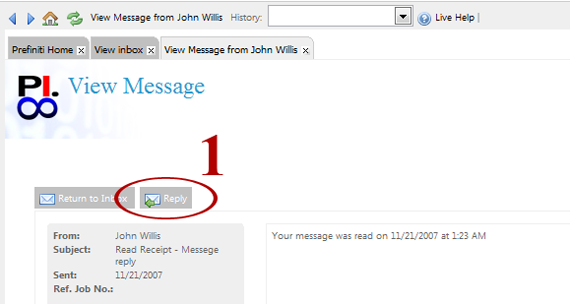 View Message from John Willis History: Live Help |
Prefiniti Home x View inbox x View Message from John Willis x
PI. View Message
1
Return to Inbox Reply
From: John Willis
Subject: Read Receipt - Messege
reply
Sent: 11/21/2007
Ref. Job No.:
Your message was read on 11/21/2007 at 1:23 AM